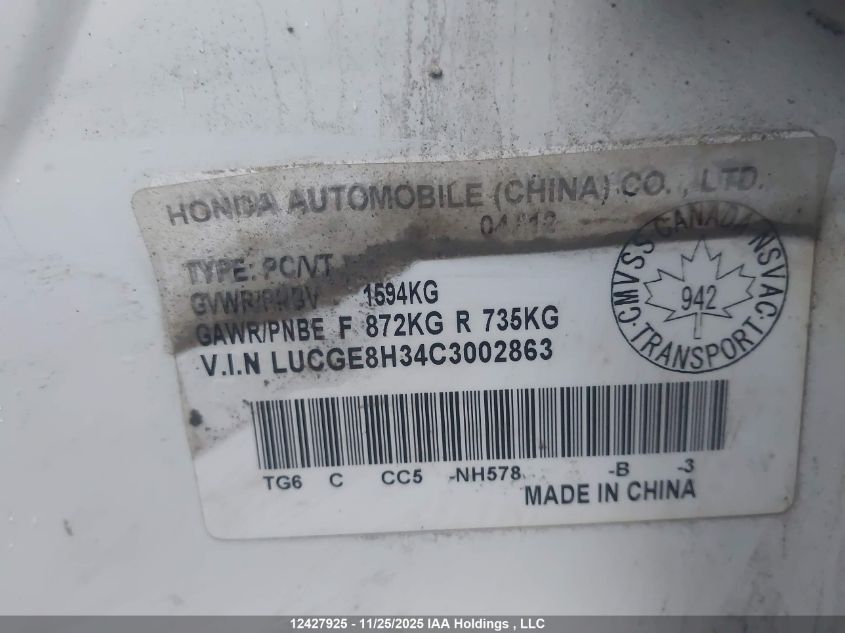 HONDA AUTOMOBILE (CHINA) CO., LTD.
04/12
TYPE: PC/VT
GVWR/PNBV 1594KG
GAWR/PNBE F 872KG R 735KG
V.I.N LUCGE8H34C3002863
CANADA
CMVSS NSVAC
942
TRANSPORT
TG6 C CC5 -NH578 -B -3
MADE IN CHINA
12427925 - 11/25/2025 IAA Holdings , LLC